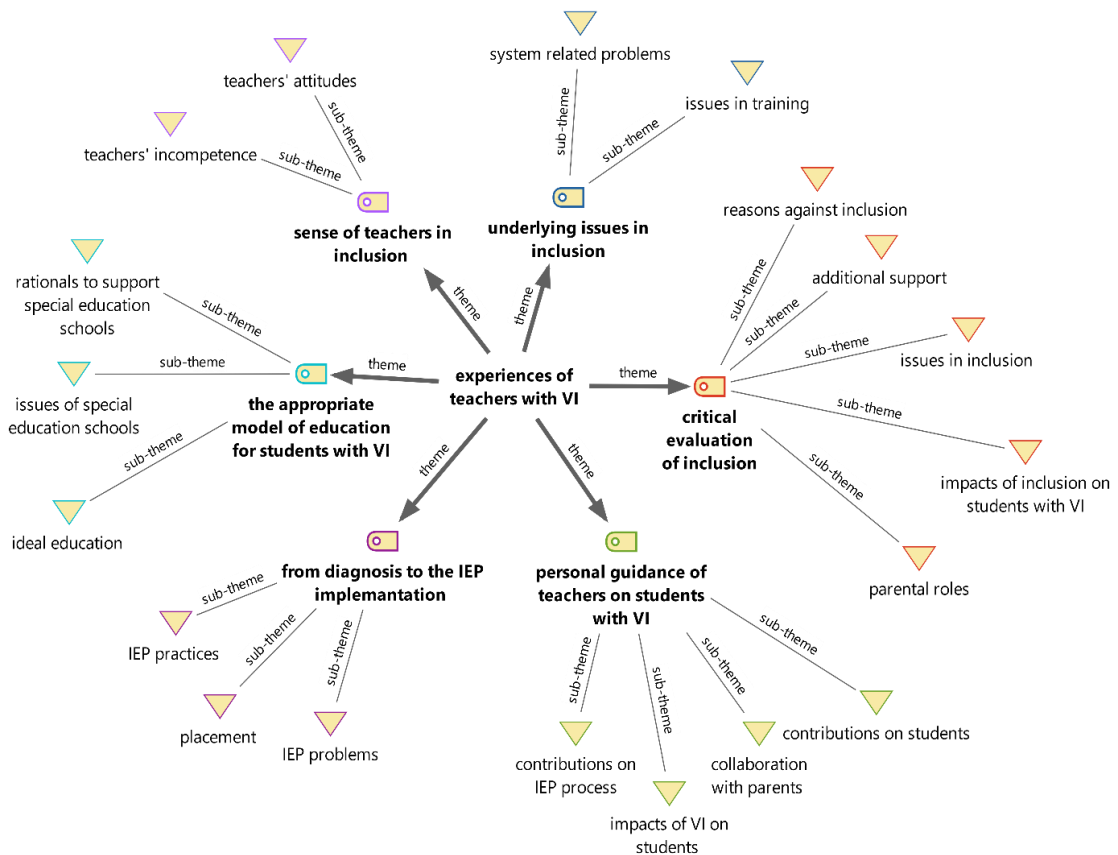 system related problems
sub-theme
issues in training
sub-theme
underlying issues in
inclusion
theme
teachers' attitudes
sub-theme
teachers' incompetence
sub-theme
sense of teachers in
inclusion
theme
reasons against inclusion
sub-theme
additional support
sub-theme
issues in inclusion
sub-theme
impacts of inclusion on
students with VI
sub-theme
parental roles
sub-theme
critical
evaluation
of inclusion
theme
experiences of
teachers with VI
rationals to support
special education
schools
sub-theme
issues of special
education schools
sub-theme
ideal education
sub-theme
the appropriate
model of education
for students with VI
theme
from diagnosis to the IEP
implemantation
theme
IEP practices
sub-theme
placement
sub-theme
IEP problems
sub-theme
personal guidance of
teachers on students
with VI
theme
contributions on
IEP process
sub-theme
impacts of VI on
students
sub-theme
collaboration
with parents
sub-theme
contributions on students
sub-theme